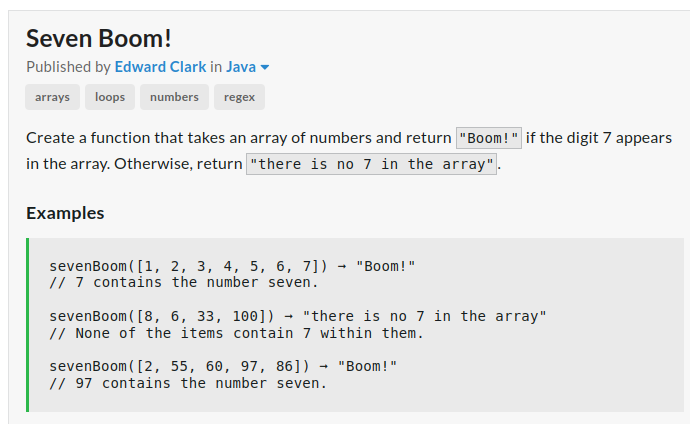 Seven Boom!
Published by Edward Clark in Java
arrays loops numbers regex
Create a function that takes an array of numbers and return "Boom!" if the digit 7 appears
in the array. Otherwise, return "there is no 7 in the array".
Examples
sevenBoom([1, 2, 3, 4, 5, 6, 7]) → "Boom!"
// 7 contains the number seven.
sevenBoom([8, 6, 33, 100]) → "there is no 7 in the array"
// None of the items contain 7 within them.
sevenBoom([2, 55, 60, 97, 86]) → "Boom!"
// 97 contains the number seven.